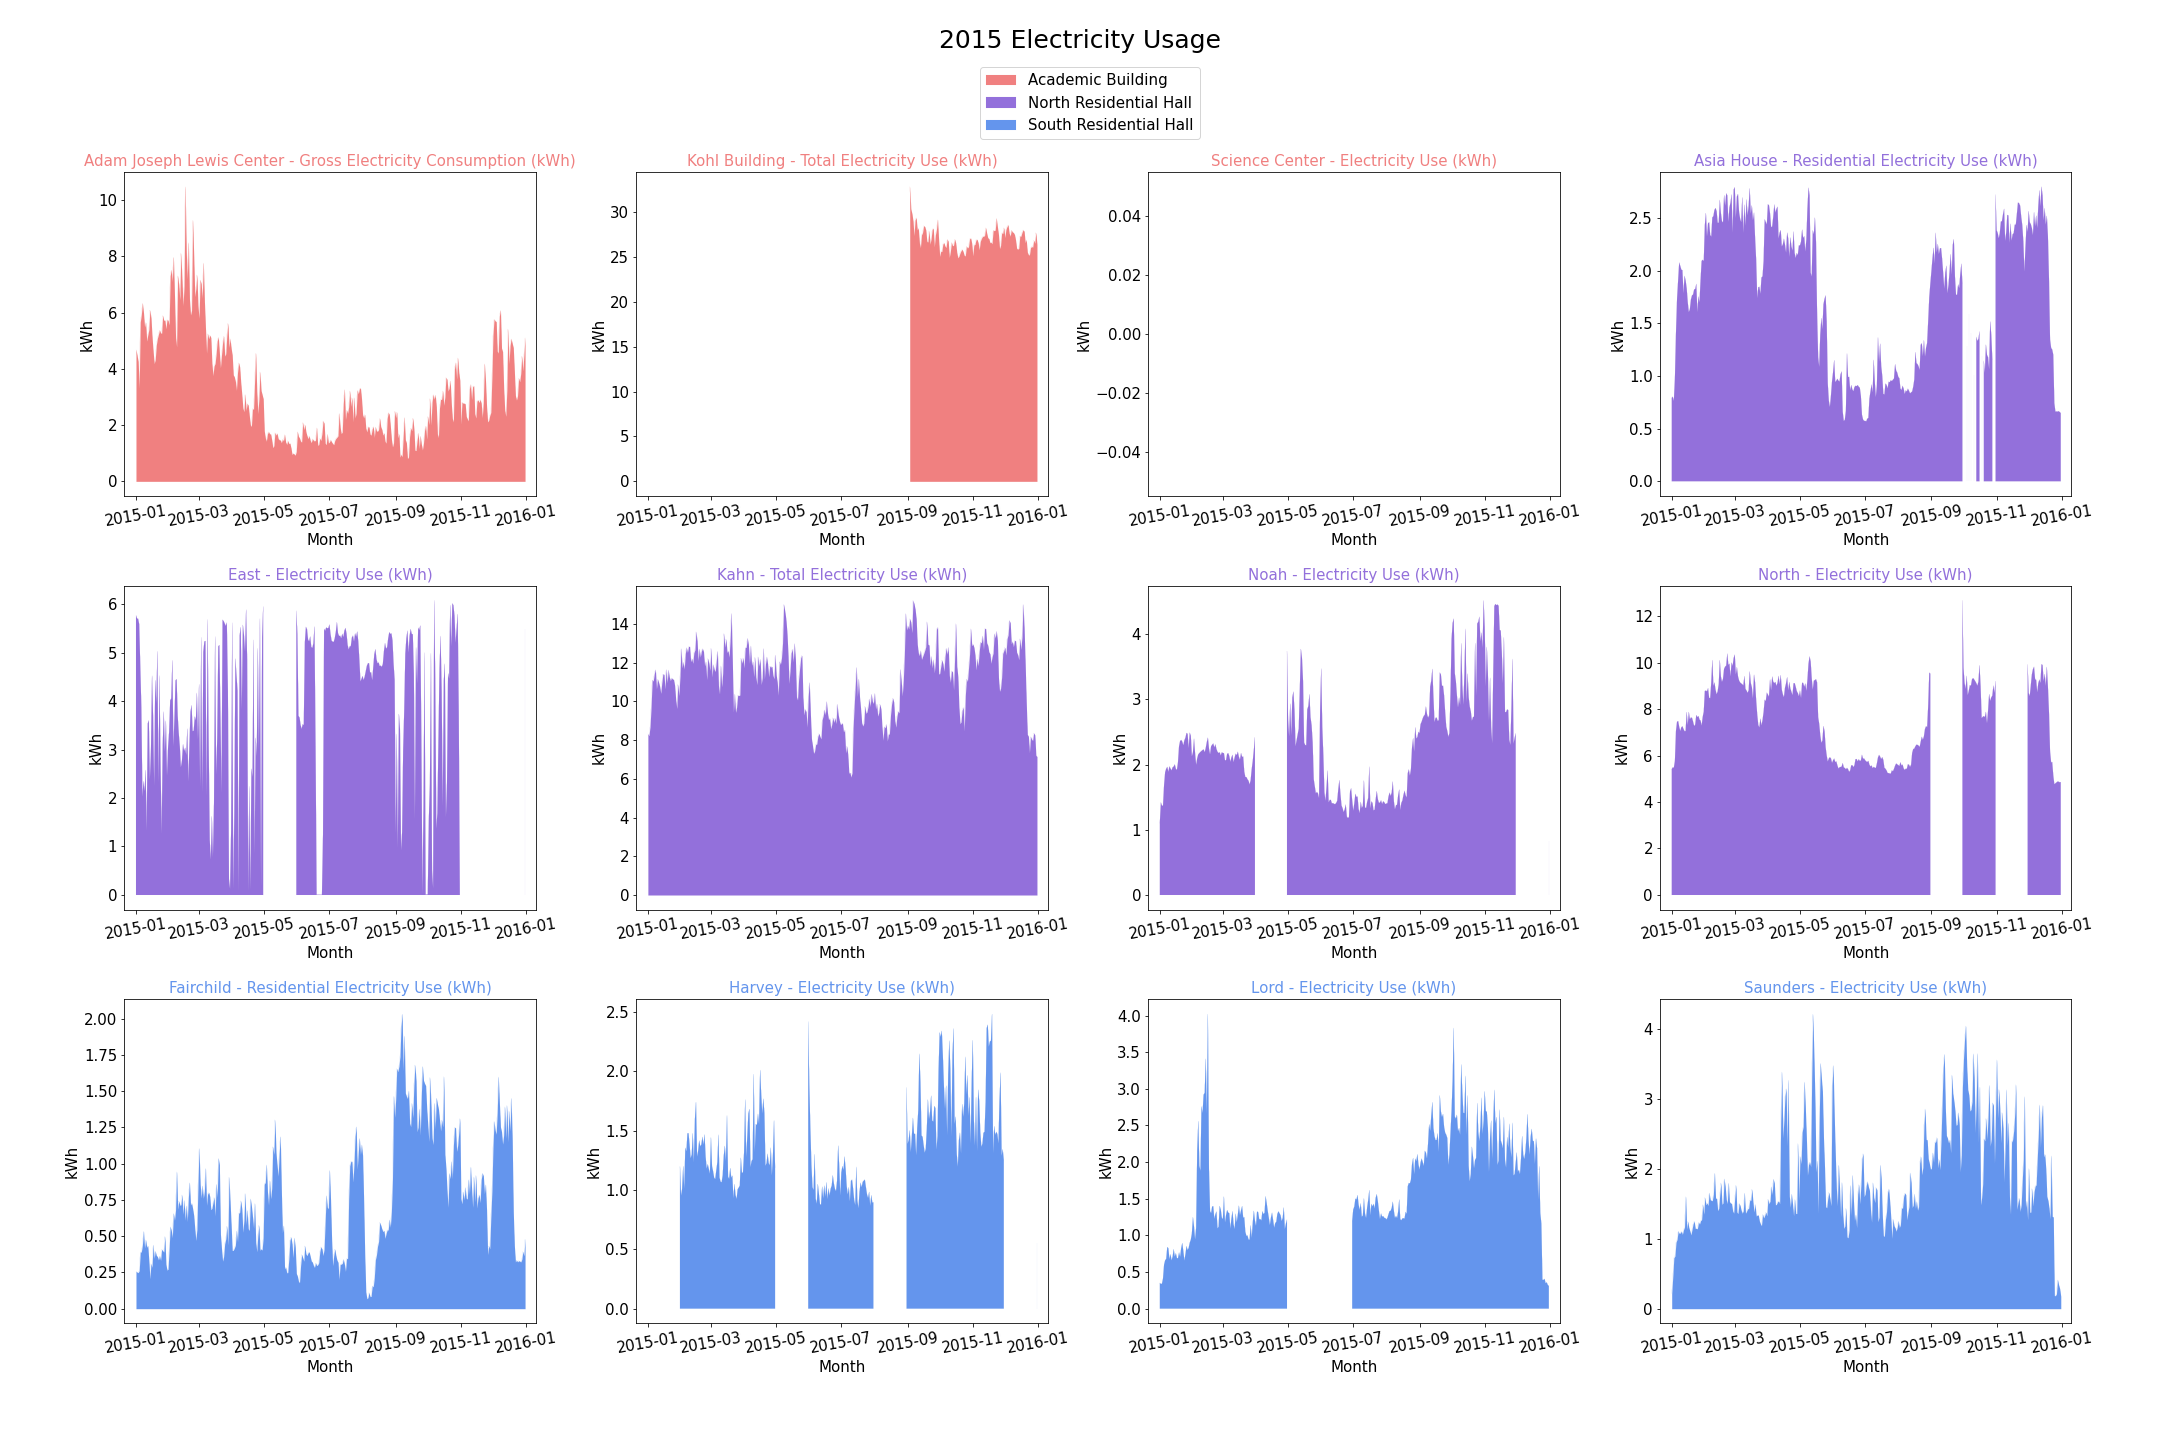 2015 Electricity Usage
Academic Building
North Residential Hall
South Residential Hall
Adam Joseph Lewis Center - Gross Electricity Consumption (kWh)
10
8
6
4
2
0
kWh
2015-01 2015-03 2015-05 2015-07 2015-09 2015-11 2016-01
Month
Kohl Building - Total Electricity Use (kWh)
30
25
20
15
10
5
0
kWh
2015-01 2015-03 2015-05 2015-07 2015-09 2015-11 2016-01
Month
Science Center - Electricity Use (kWh)
0.04
0.02
0.00
−0.02
−0.04
kWh
2015-01 2015-03 2015-05 2015-07 2015-09 2015-11 2016-01
Month
Asia House - Residential Electricity Use (kWh)
2.5
2.0
1.5
1.0
0.5
0.0
kWh
2015-01 2015-03 2015-05 2015-07 2015-09 2015-11 2016-01
Month
East - Electricity Use (kWh)
6
5
4
3
2
1
0
kWh
2015-01 2015-03 2015-05 2015-07 2015-09 2015-11 2016-01
Month
Kahn - Total Electricity Use (kWh)
14
12
10
8
6
4
2
0
kWh
2015-01 2015-03 2015-05 2015-07 2015-09 2015-11 2016-01
Month
Noah - Electricity Use (kWh)
4
3
2
1
0
kWh
2015-01 2015-03 2015-05 2015-07 2015-09 2015-11 2016-01
Month
North - Electricity Use (kWh)
12
10
8
6
4
2
0
kWh
2015-01 2015-03 2015-05 2015-07 2015-09 2015-11 2016-01
Month
Fairchild - Residential Electricity Use (kWh)
2.00
1.75
1.50
1.25
1.00
0.75
0.50
0.25
0.00
kWh
2015-01 2015-03 2015-05 2015-07 2015-09 2015-11 2016-01
Month
Harvey - Electricity Use (kWh)
2.5
2.0
1.5
1.0
0.5
0.0
kWh
2015-01 2015-03 2015-05 2015-07 2015-09 2015-11 2016-01
Month
Lord - Electricity Use (kWh)
4.0
3.5
3.0
2.5
2.0
1.5
1.0
0.5
0.0
kWh
2015-01 2015-03 2015-05 2015-07 2015-09 2015-11 2016-01
Month
Saunders - Electricity Use (kWh)
4
3
2
1
0
kWh
2015-01 2015-03 2015-05 2015-07 2015-09 2015-11 2016-01
Month